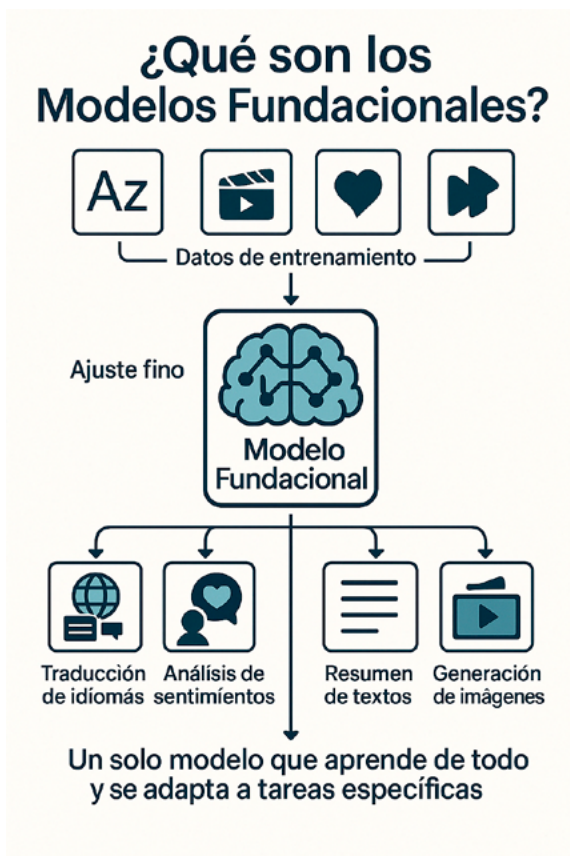 ¿Qué son los
Modelos Fundacionales?
Az
Datos de entrenamiento
Ajuste fino
Modelo
Fundacional
Traducción
de idiomás
Análisis de
sentimíentos
Resumen
de textos
Generación
de imágenes
Un solo modelo que aprende de todo
y se adapta a tareas específicas